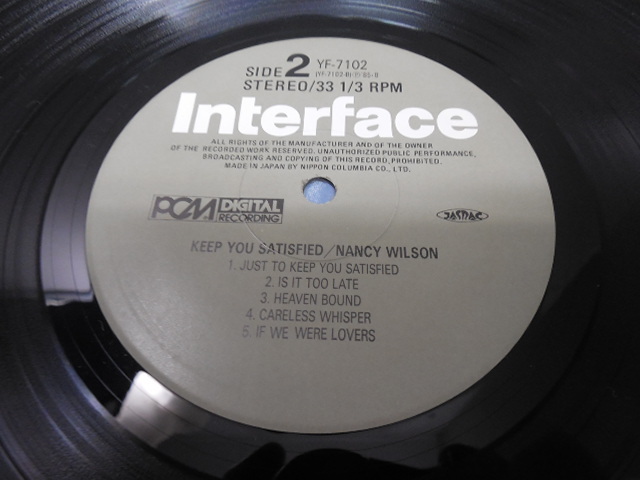 SIDE 2 YF-7102
STEREO/33 1/3 RPM
Interface
ALL RIGHTS OF THE MANUFACTURER AND OF THE OWNER
OF THE RECORDED WORK RESERVED. UNAUTHORIZED PUBLIC PERFORMANCE,
BROADCASTING AND COPYING OF THIS RECORD, PROHIBITED.
MADE IN JAPAN BY NIPPON COLUMBIA CO., LTD.
PCM DIGITAL RECORDING
JASRAC
KEEP YOU SATISFIED/NANCY WILSON
1. JUST TO KEEP YOU SATISFIED
2. IS IT TOO LATE
3. HEAVEN BOUND
4. CARELESS WHISPER
5. IF WE WERE LOVERS